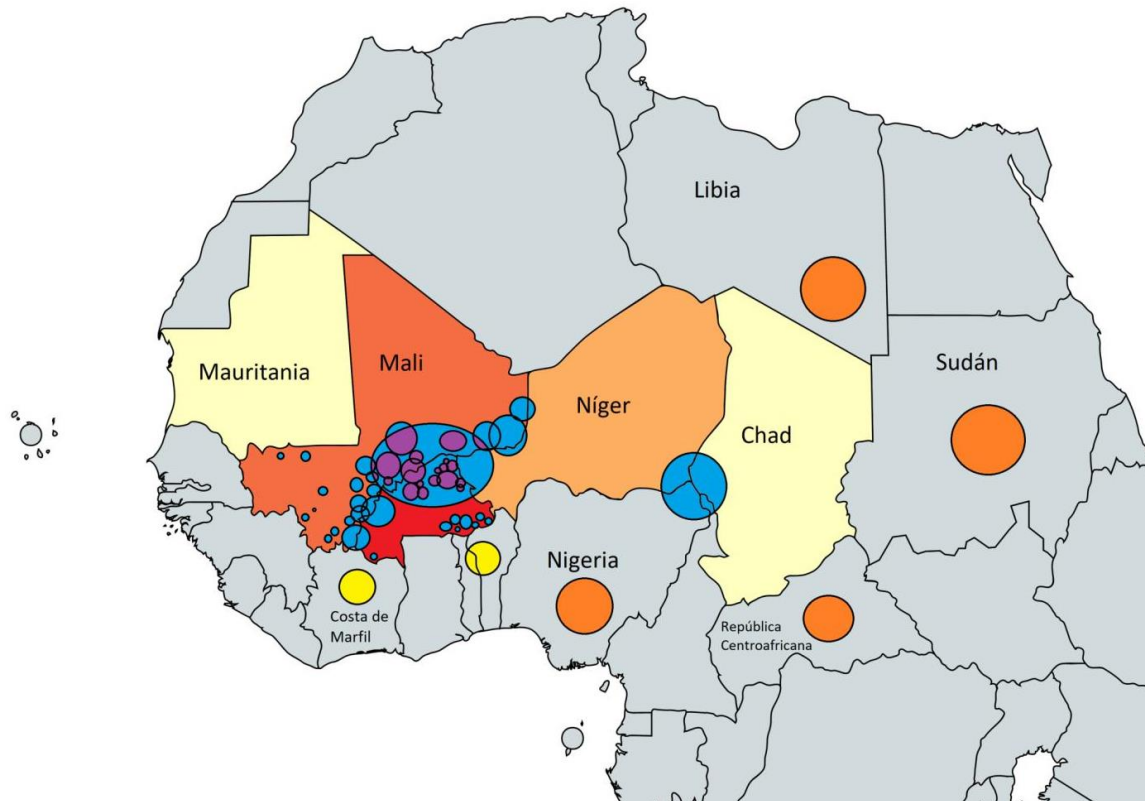 Libia
Mauritania
Mali
Níger
Sudán
Chad
Nigeria
Costa de
Marfil
República
Centroafricana